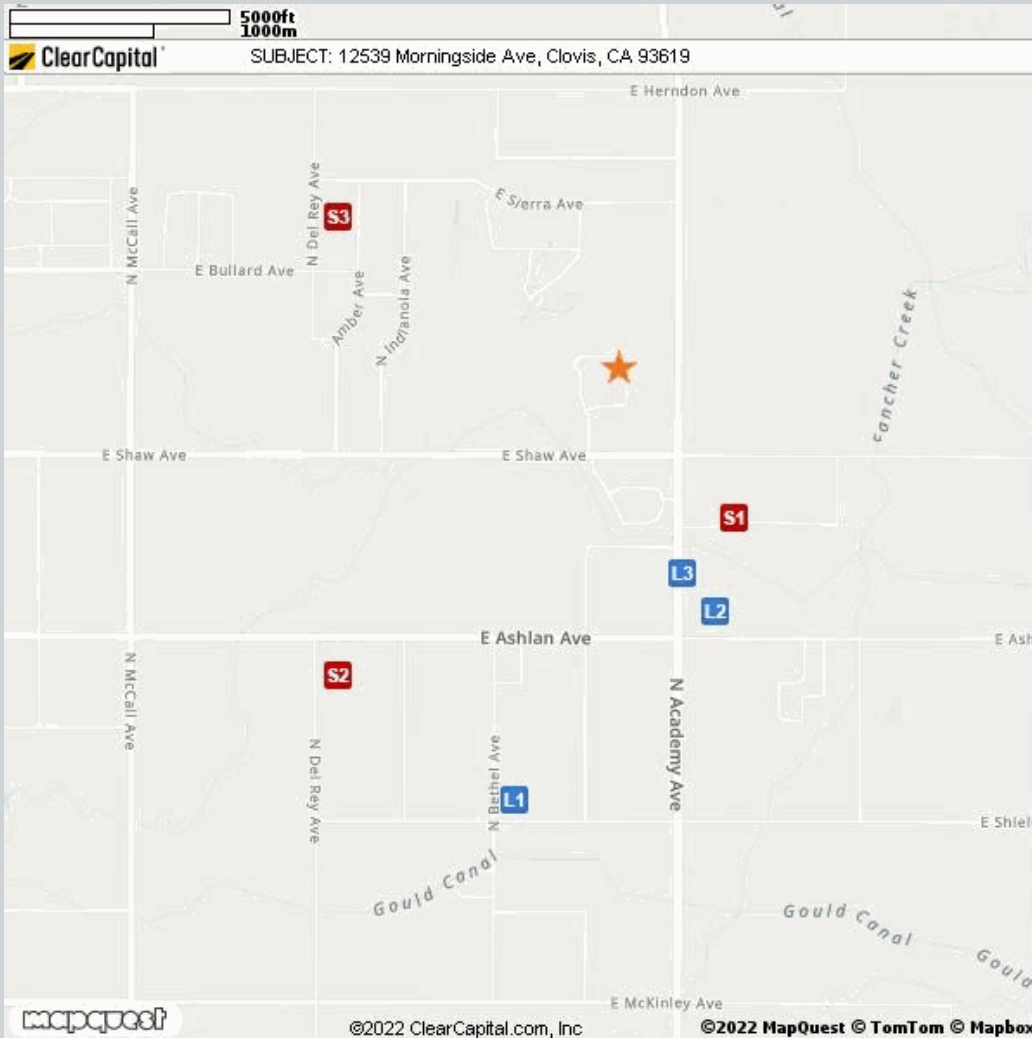 5000ft
1000m
ClearCapital
SUBJECT: 12539 Morningside Ave, Clovis, CA 93619
E Herndon Ave
N McCall Ave
N Del Rey Ave
S3
E Sierra Ave
E Bullard Ave
Amber Ave
N Indianola Ave
Fancher Creek
E Shaw Ave
E Shaw Ave
S1
L3
L2
E Ashlan Ave
E Ash
S2
N McCall Ave
N Del Rey Ave
N Bethel Ave
N Academy Ave
L1
E Shiel
Gould Canal
Gould Canal
Gould
E McKinley Ave
mapquest
©2022 ClearCapital.com, Inc
©2022 MapQuest © TomTom © Mapbox